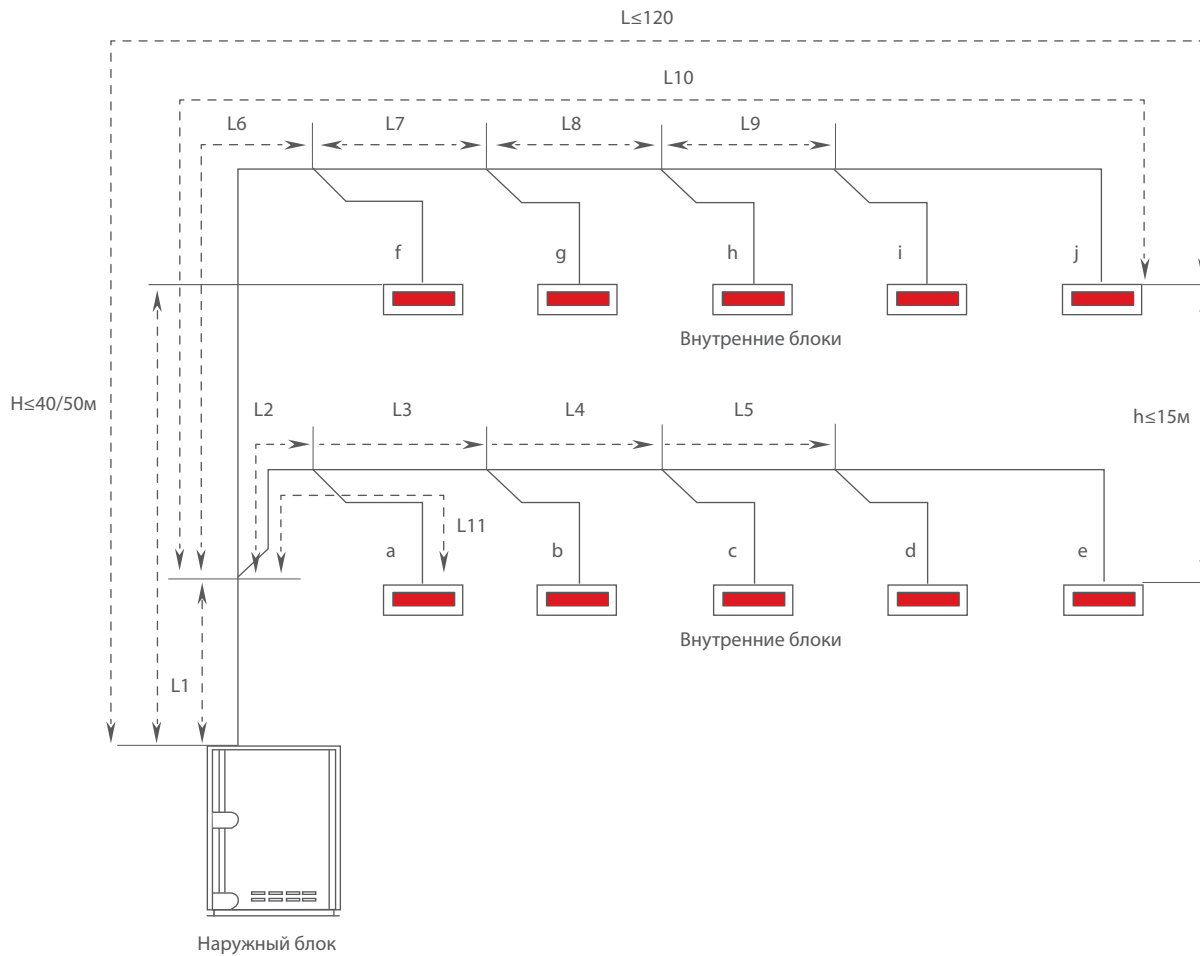 L≤120
L10
L6
L7
L8
L9
f
g
h
i
j
Внутренние блоки
H≤40/50м
L2
L3
L4
L5
h≤15м
L11
a
b
c
d
e
Внутренние блоки
L1
Наружный блок